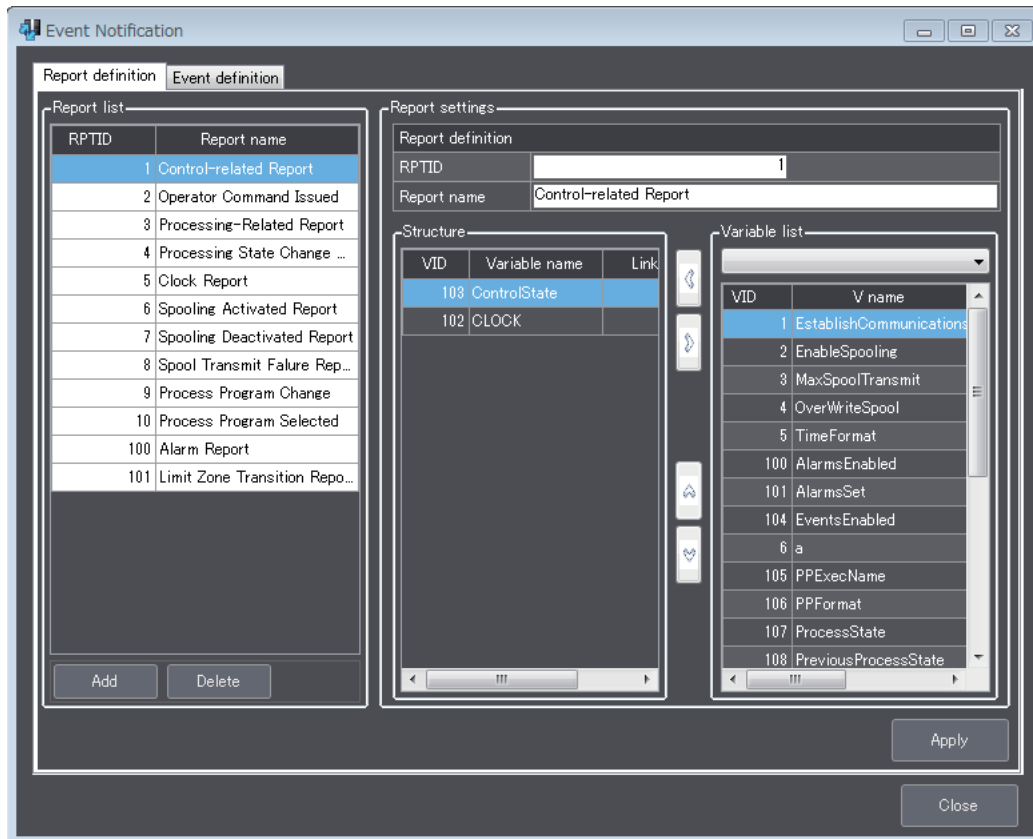 Event Notification
Report definition Event definition
Report list
RPTID Report name
1 Control-related Report
2 Operator Command Issued
3 Processing-Related Report
4 Processing State Change ...
5 Clock Report
6 Spooling Activated Report
7 Spooling Deactivated Report
8 Spool Transmit Falure Rep...
9 Process Program Change
10 Process Program Selected
100 Alarm Report
101 Limit Zone Transition Repo...
Add Delete
Report settings
Report definition
RPTID 1
Report name Control-related Report
Structure
VID Variable name Link
103 ControlState
102 CLOCK
Variable list
VID V name
1 EstablishCommunications
2 EnableSpooling
3 MaxSpoolTransmit
4 OverWriteSpool
5 TimeFormat
100 AlarmsEnabled
101 AlarmsSet
104 EventsEnabled
6 a
105 PPExecName
106 PPFormat
107 ProcessState
108 PreviousProcessState
Apply
Close